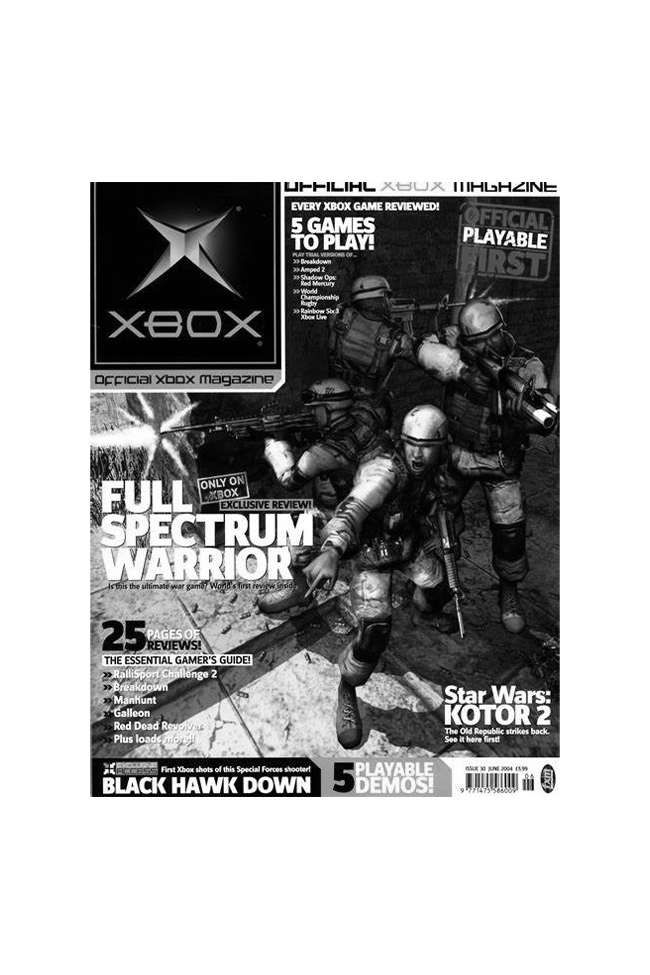 OFFICIAL XBOX MAGAZINE
XBOX
OFFICIAL XBOX MAGAZINE
EVERY XBOX GAME REVIEWED!
5 GAMES
TO PLAY!
PLAY TRIAL VERSIONS OF...
>> Breakdown
>> Amped 2
>> Shadow Ops:
Red Mercury
>> World
Championship
Rugby
>> Rainbow Six 3
Xbox Live
OFFICIAL
PLAYABLE
FIRST
ONLY ON
XBOX
EXCLUSIVE REVIEW!
FULL
SPECTRUM
WARRIOR
Is this the ultimate war game? World's first review inside
25 PAGES OF
REVIEWS!
THE ESSENTIAL GAMER'S GUIDE!
>> RalliSport Challenge 2
>> Breakdown
>> Manhunt
>> Galleon
>> Red Dead Revolver
>> Plus loads more!
Star Wars:
KOTOR 2
The Old Republic strikes back.
See it here first!
ACCESS
First Xbox shots of this Special Forces shooter!
BLACK HAWK DOWN
5 PLAYABLE
DEMOS!
ISSUE 30 JUNE 2004 £5.99
06
9 771475 586009